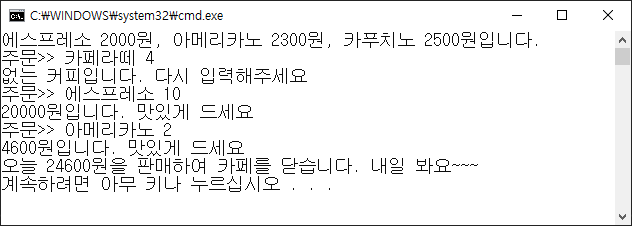 C:₩WINDOWS₩system32₩cmd.exe
에스프레소 2000원, 아메리카노 2300원, 카푸치노 2500원입니다.
주문>> 카페라떼 4
없는 커피입니다. 다시 입력해주세요
주문>> 에스프레소 10
20000원입니다. 맛있게 드세요
주문>> 아메리카노 2
4600원입니다. 맛있게 드세요
오늘 24600원을 판매하여 카페를 닫습니다. 내일 봐요~~~
계속하려면 아무 키나 누르십시오 . . .